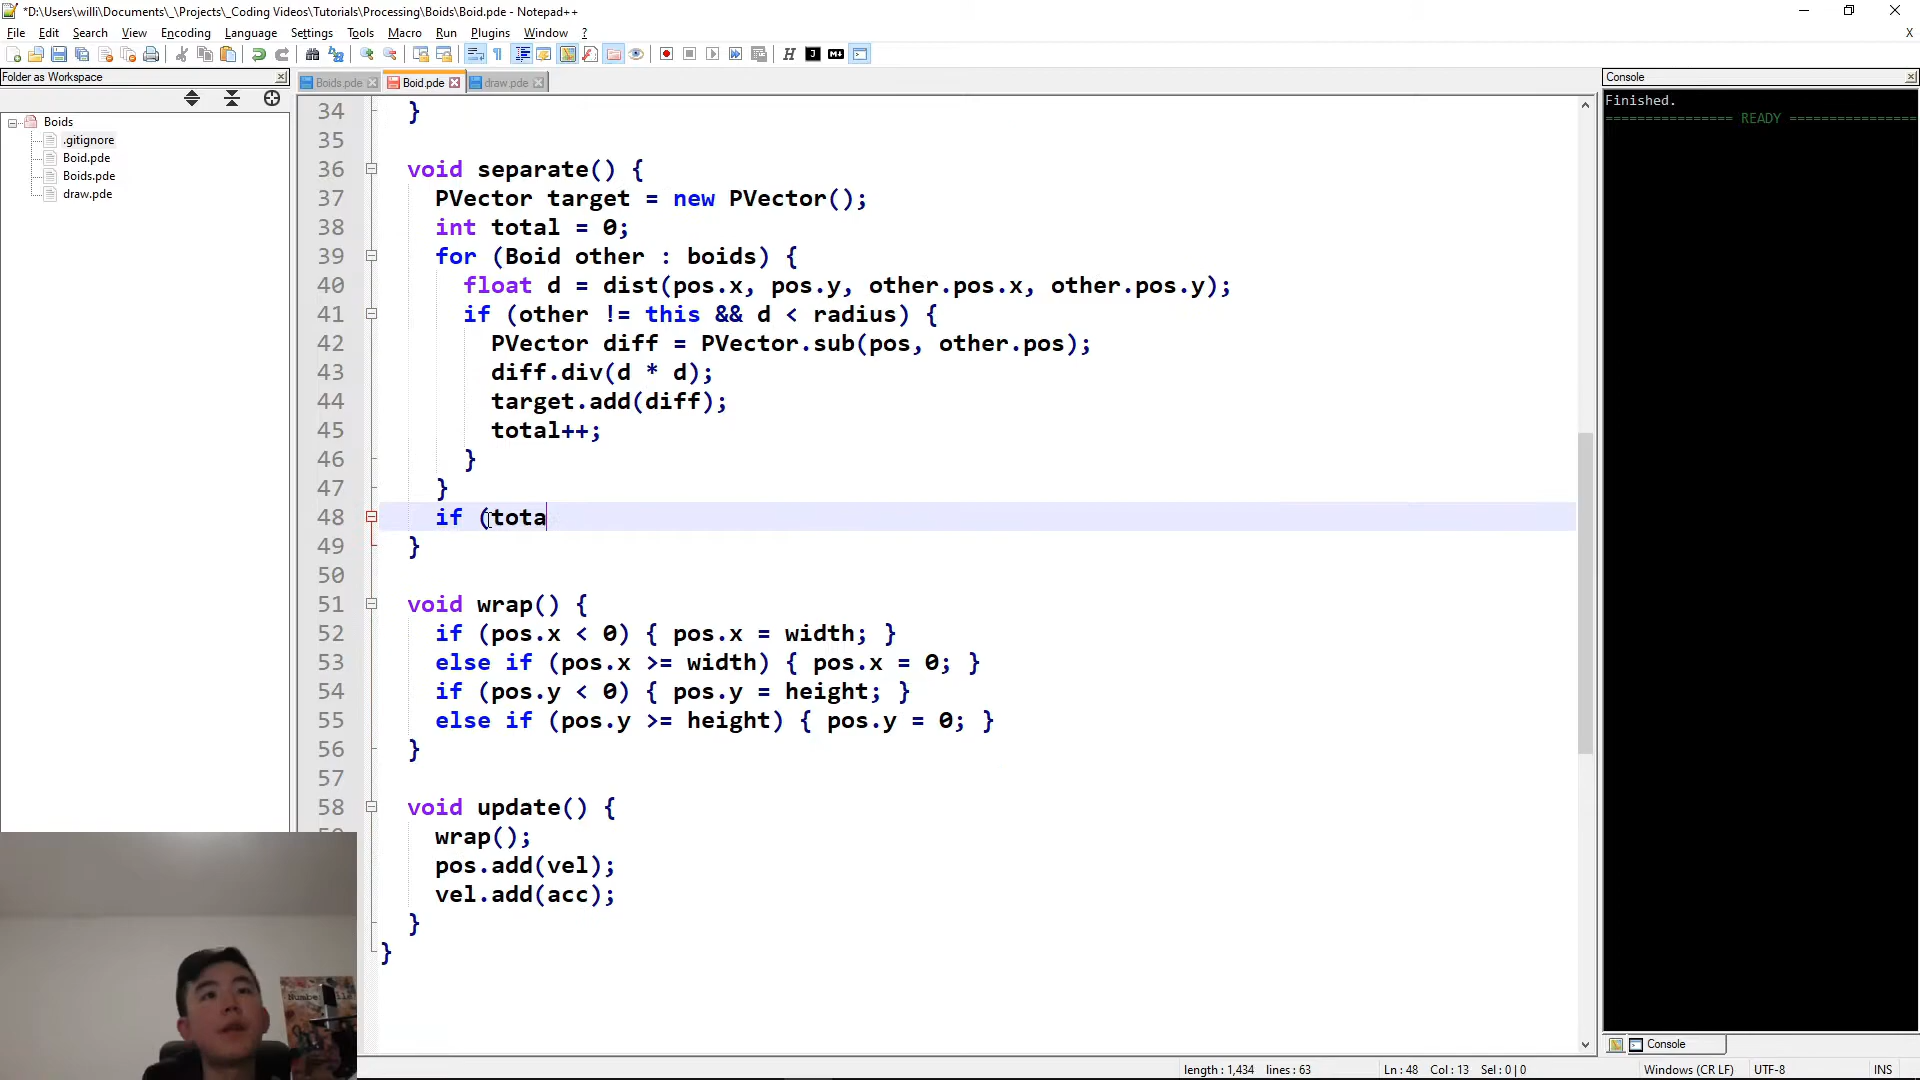 *D:\Users\willi\Documents\_\Projects\_Coding Videos\Tutorials\Processing\Boids\Boid.pde - Notepad++
File Edit Search View Encoding Language Settings Tools Macro Run Plugins Window ? X
Folder as Workspace
Boids
.gitignore
Boid.pde
Boids.pde
draw.pde
Boids.pde Boid.pde draw.pde
34 }
35
36 void separate() {
37 PVector target = new PVector();
38 int total = 0;
39 for (Boid other : boids) {
40 float d = dist(pos.x, pos.y, other.pos.x, other.pos.y);
41 if (other != this && d < radius) {
42 PVector diff = PVector.sub(pos, other.pos);
43 diff.div(d * d);
44 target.add(diff);
45 total++;
46 }
47 }
48 if (tota
49 }
50
51 void wrap() {
52 if (pos.x < 0) { pos.x = width; }
53 else if (pos.x >= width) { pos.x = 0; }
54 if (pos.y < 0) { pos.y = height; }
55 else if (pos.y >= height) { pos.y = 0; }
56 }
57
58 void update() {
wrap();
pos.add(vel);
vel.add(acc);
}
}
Console
Finished.
================ READY ================
Console
length : 1,434 lines : 63 Ln : 48 Col : 13 Sel : 0 | 0 Windows (CR LF) UTF-8 INS